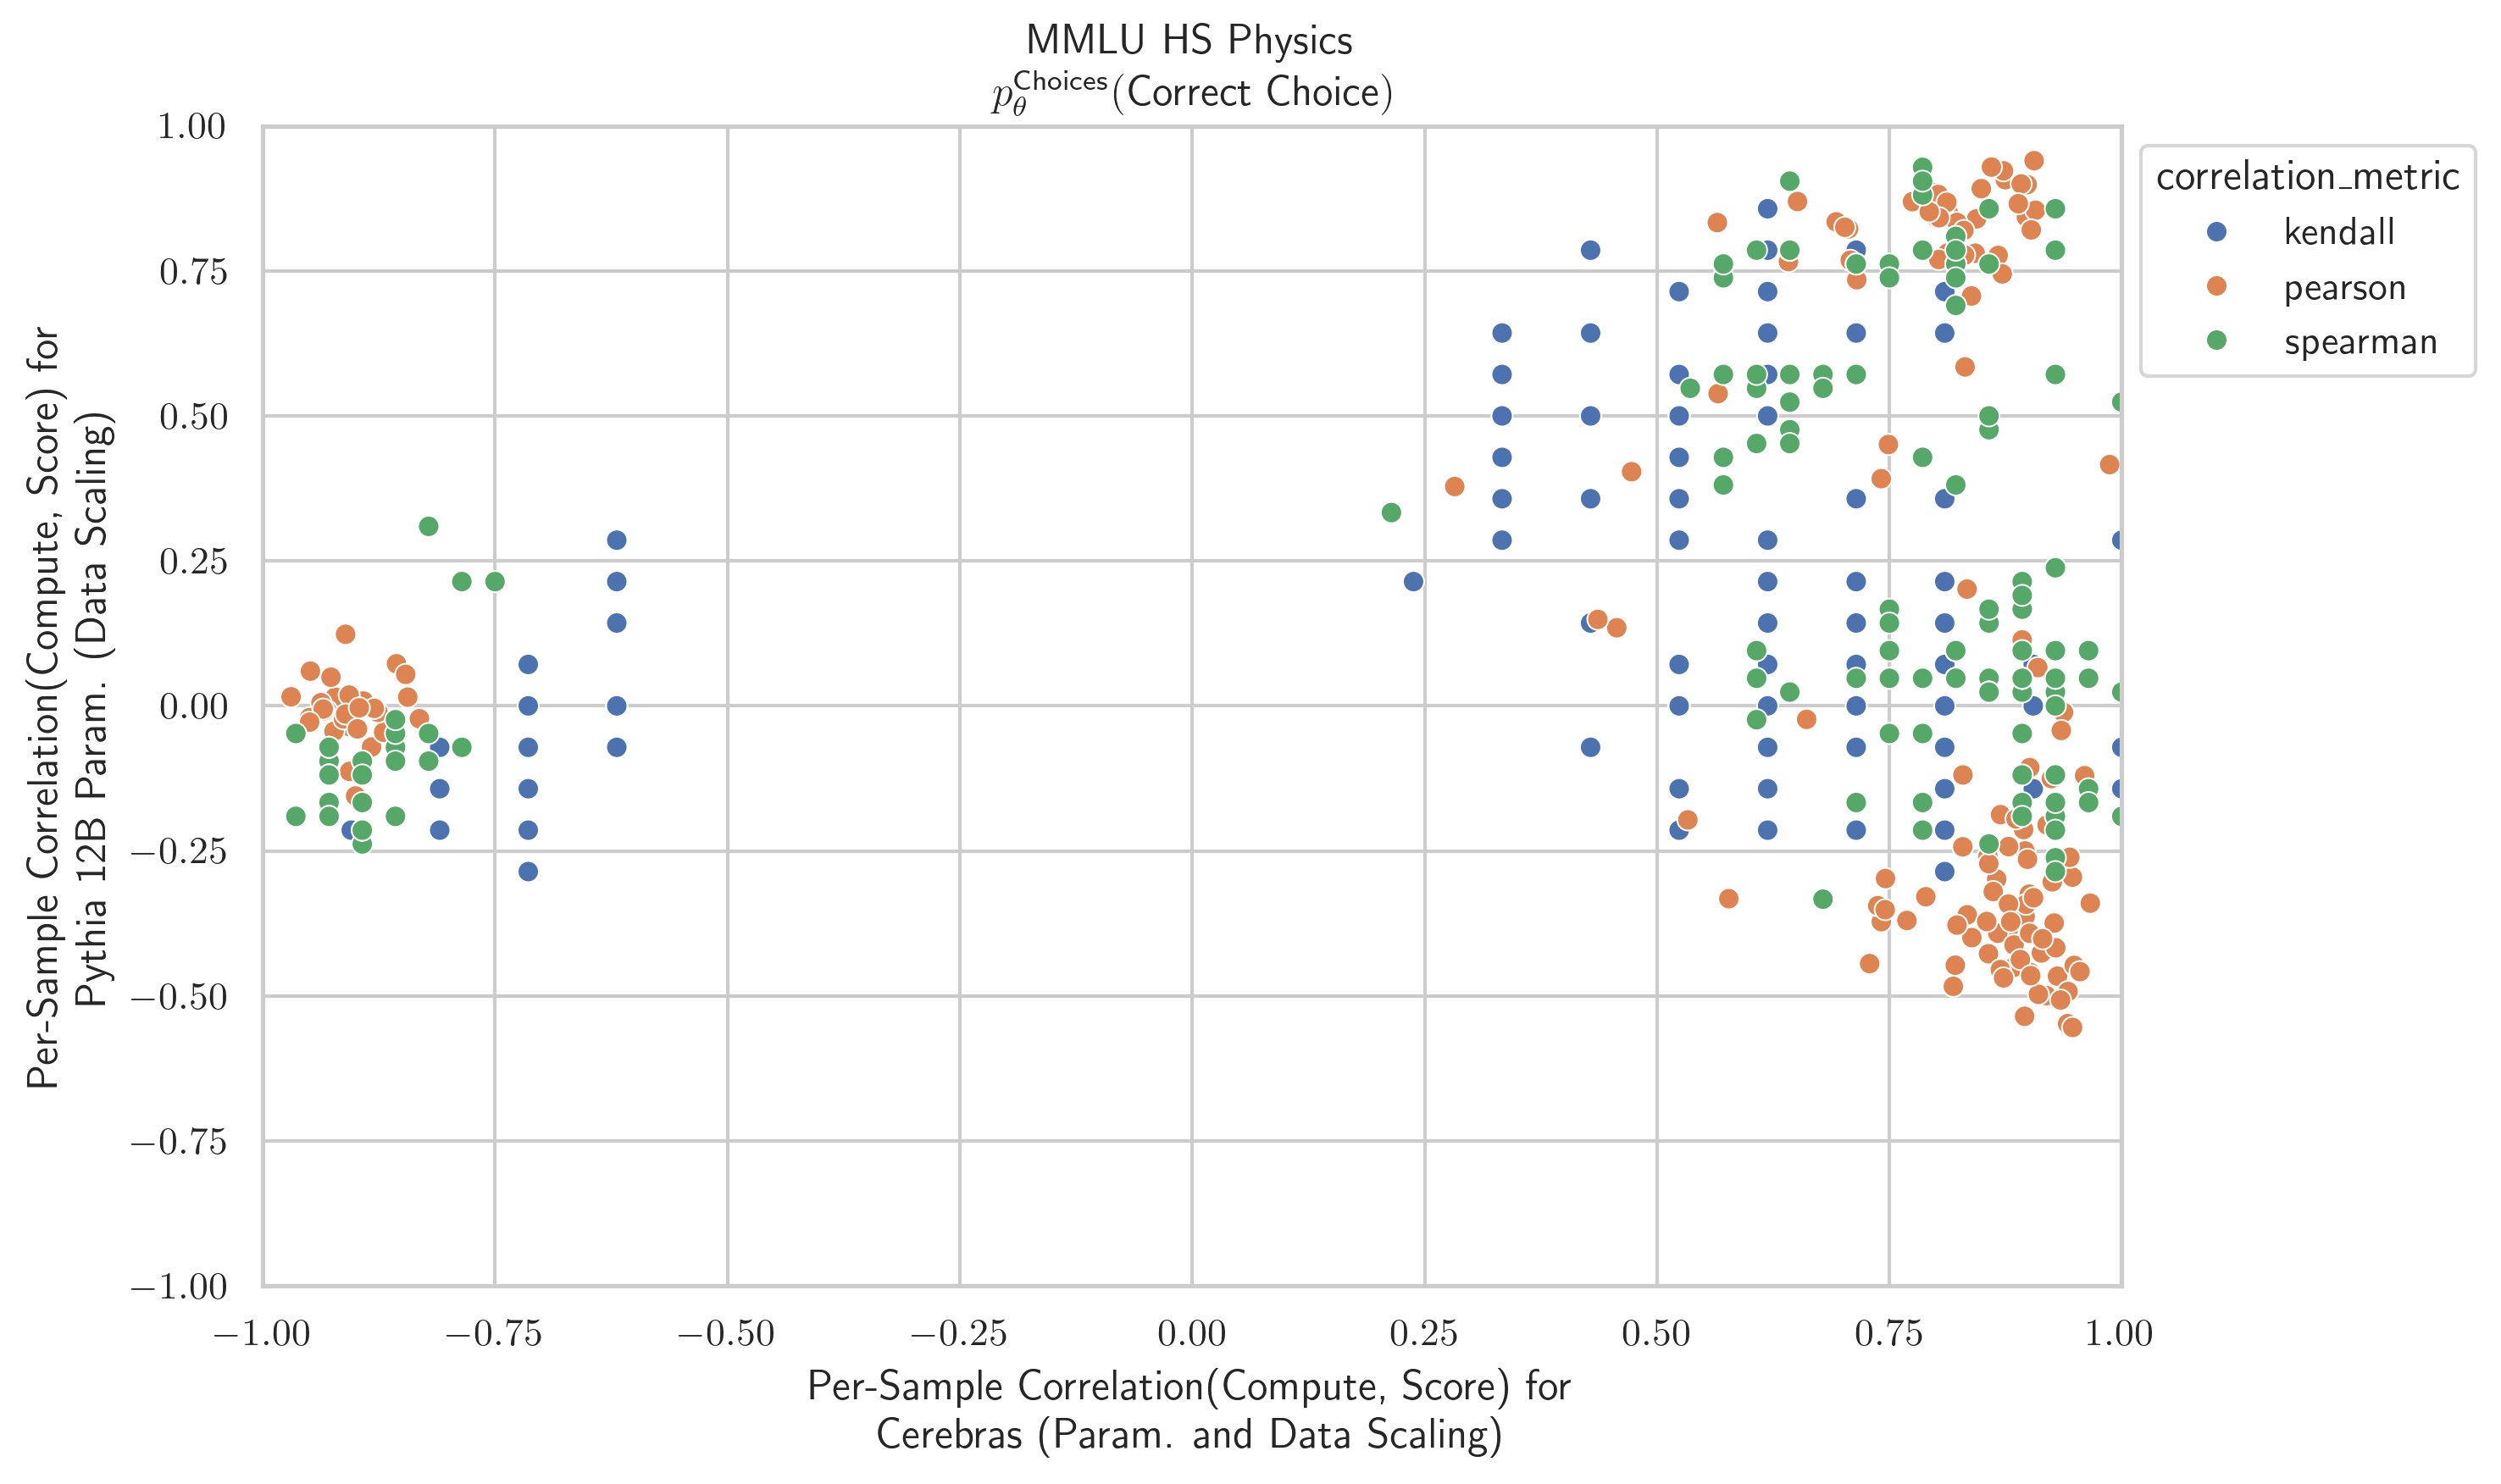 MMLU HS Physics
$p_{\theta}^{\text{Choices}}$(Correct Choice)
Per-Sample Correlation(Compute, Score) for
Pythia 12B Param. (Data Scaling)
1.00
0.75
0.50
0.25
0.00
−0.25
−0.50
−0.75
−1.00
−1.00 −0.75 −0.50 −0.25 0.00 0.25 0.50 0.75 1.00
Per-Sample Correlation(Compute, Score) for
Cerebras (Param. and Data Scaling)
correlation_metric
kendall
pearson
spearman